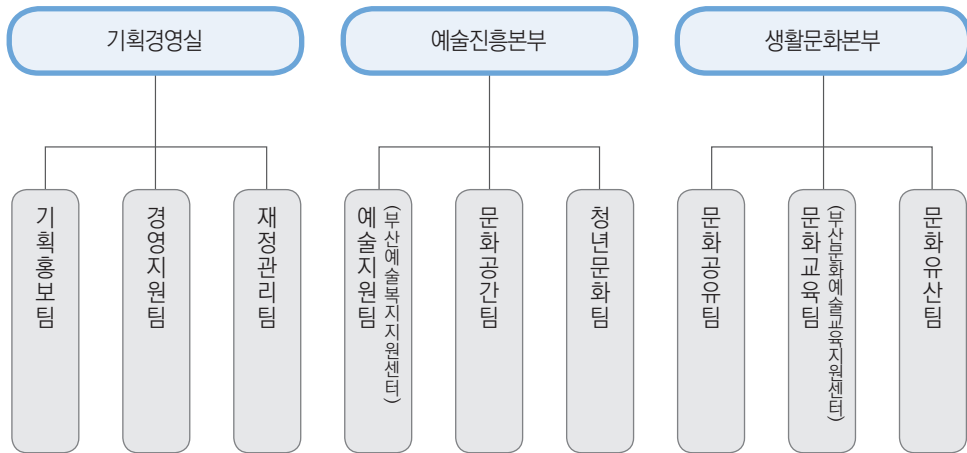 기획경영실
예술진흥본부
생활문화본부
기획홍보팀
경영지원팀
재정관리팀
예술지원팀
(부산예술복지지원센터)
문화공간팀
청년문화팀
문화공유팀
문화교육팀
(부산문화예술교육지원센터)
문화유산팀